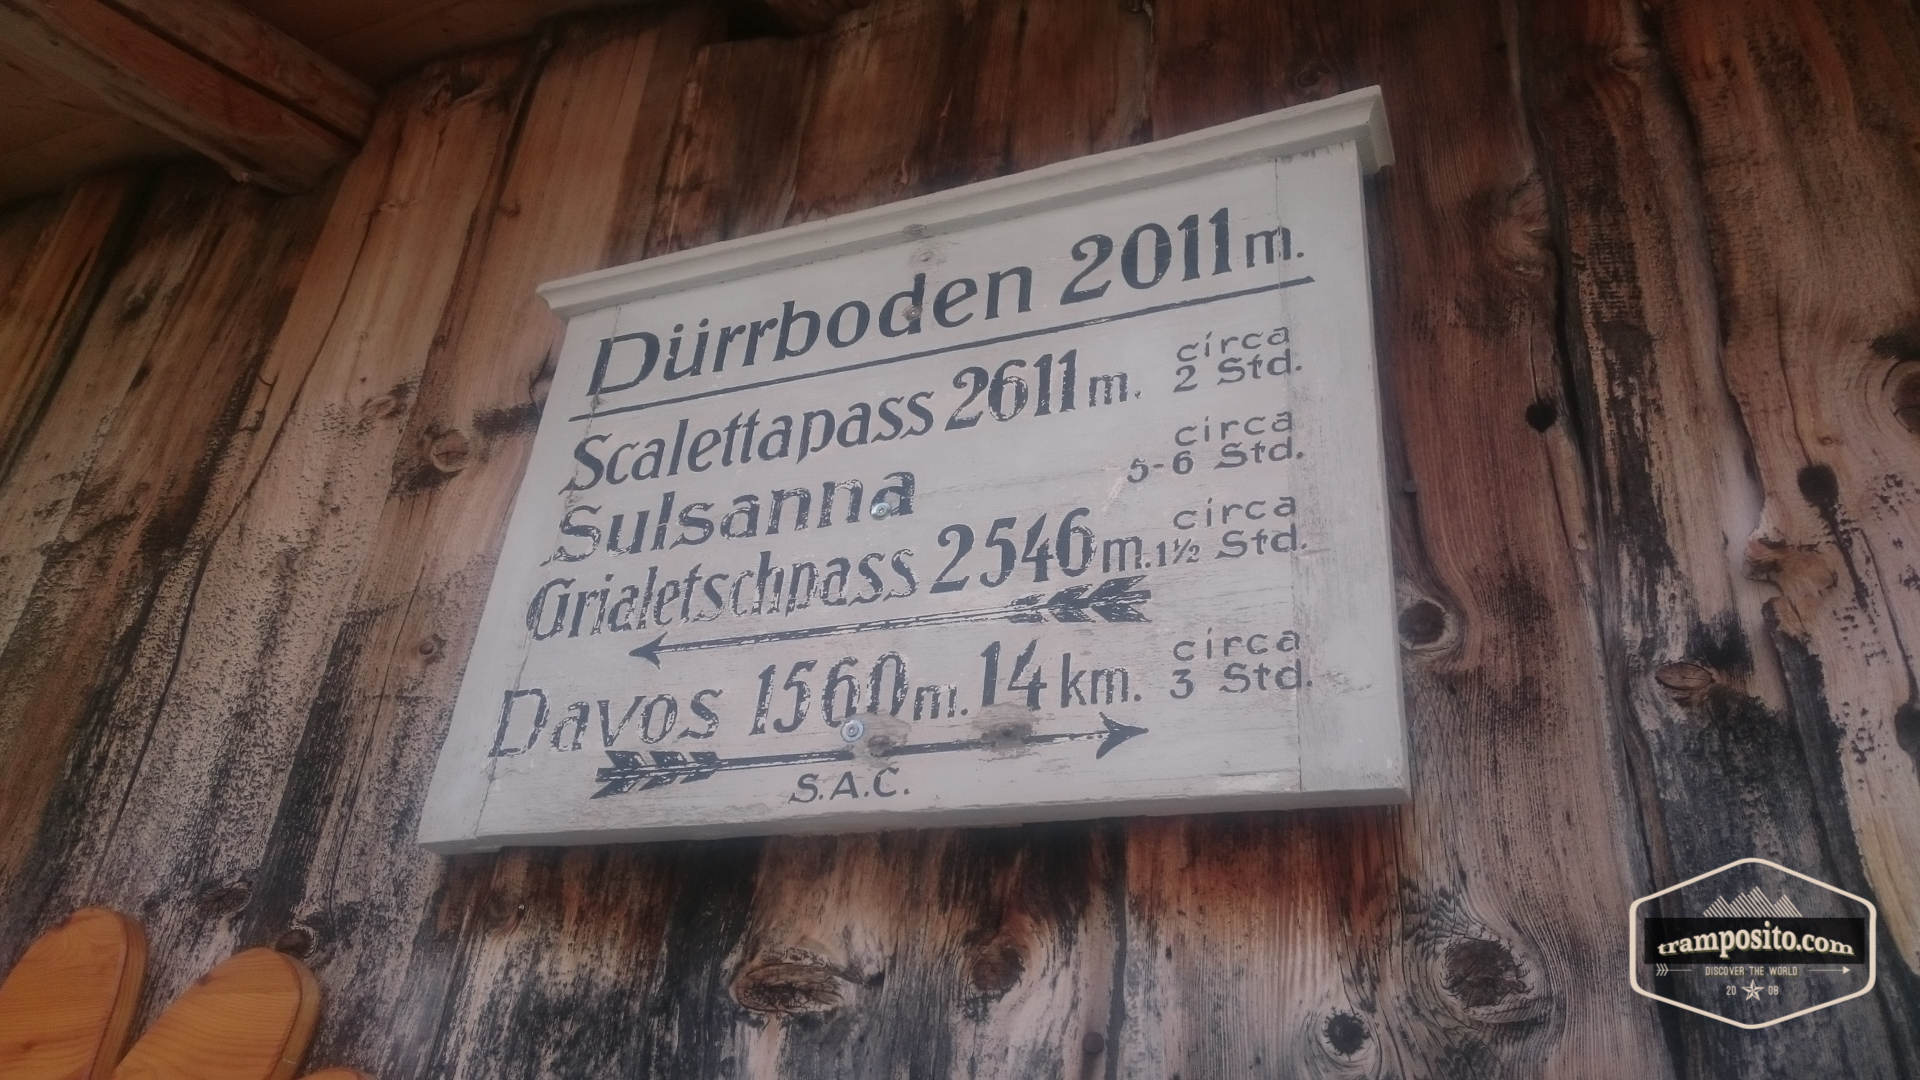 Dürrboden 2011 m.
Scalettapass 2611 m. circa 2 Std.
Sulsanna circa 5-6 Std.
Grialetschpass 2546 m. circa 1½ Std.
Davos 1560 m. 14 km. circa 3 Std.
S.A.C.
tramposito.com
DISCOVER THE WORLD
20 08